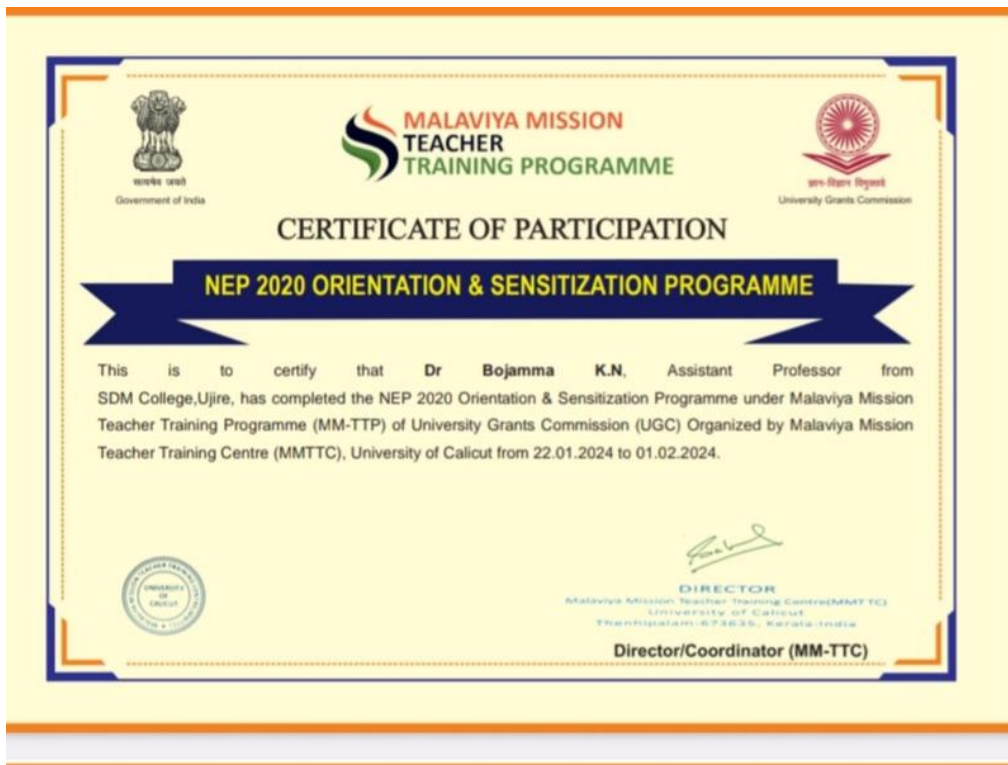 MALAVIYA MISSION
TEACHER
TRAINING PROGRAMME
सत्यमेव जयते
Government of India
ज्ञान-विज्ञान विमुक्तये
University Grants Commission
CERTIFICATE OF PARTICIPATION
NEP 2020 ORIENTATION & SENSITIZATION PROGRAMME
This is to certify that Dr Bojamma K.N, Assistant Professor from
SDM College,Ujire, has completed the NEP 2020 Orientation & Sensitization Programme under Malaviya Mission
Teacher Training Programme (MM-TTP) of University Grants Commission (UGC) Organized by Malaviya Mission
Teacher Training Centre (MMTTC), University of Calicut from 22.01.2024 to 01.02.2024.
UNIVERSITY
OF
CALICUT
DIRECTOR
Malaviya Mission Teacher Training Centre(MMTTC)
University of Calicut
Thenhipalam-673635, Kerala-India
Director/Coordinator (MM-TTC)